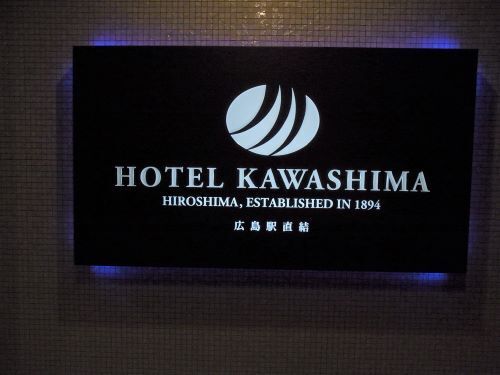 HOTEL KAWASHIMA
HIROSHIMA, ESTABLISHED IN 1894
広島駅直結